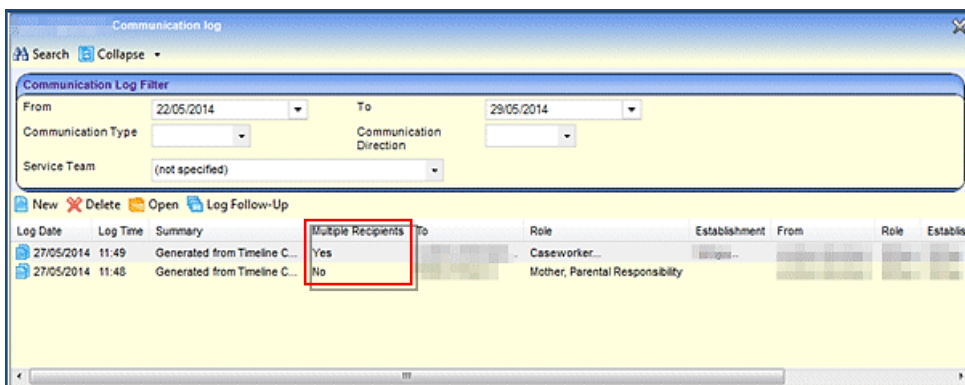 Communication log
Search Collapse
Communication Log Filter
From 22/05/2014 To 29/05/2014
Communication Type Communication Direction
Service Team (not specified)
New Delete Open Log Follow-Up
Log Date Log Time Summary Multiple Recipients To Role Establishment From Role Establis
27/05/2014 11:49 Generated from Timeline C... Yes . Caseworker... ...
27/05/2014 11:48 Generated from Timeline C... No Mother, Parental Responsibility